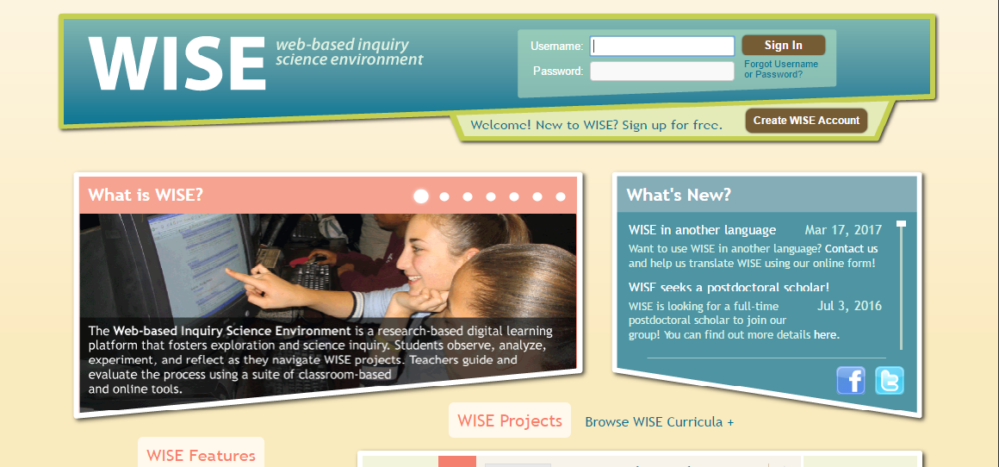 WISE
web-based inquiry
science environment
Username:
Sign In
Password:
Forgot Username
or Password?
Welcome! New to WISE? Sign up for free.
Create WISE Account
What is WISE?
The Web-based Inquiry Science Environment is a research-based digital learning
platform that fosters exploration and science inquiry. Students observe, analyze,
experiment, and reflect as they navigate WISE projects. Teachers guide and
evaluate the process using a suite of classroom-based
and online tools.
What's New?
WISE in another language Mar 17, 2017
Want to use WISE in another language? Contact us
and help us translate WISE using our online form!
WISE seeks a postdoctoral scholar!
WISE is looking for a full-time Jul 3, 2016
postdoctoral scholar to join our
group! You can find out more details here.
f
t
WISE Projects
Browse WISE Curricula +
WISE Features